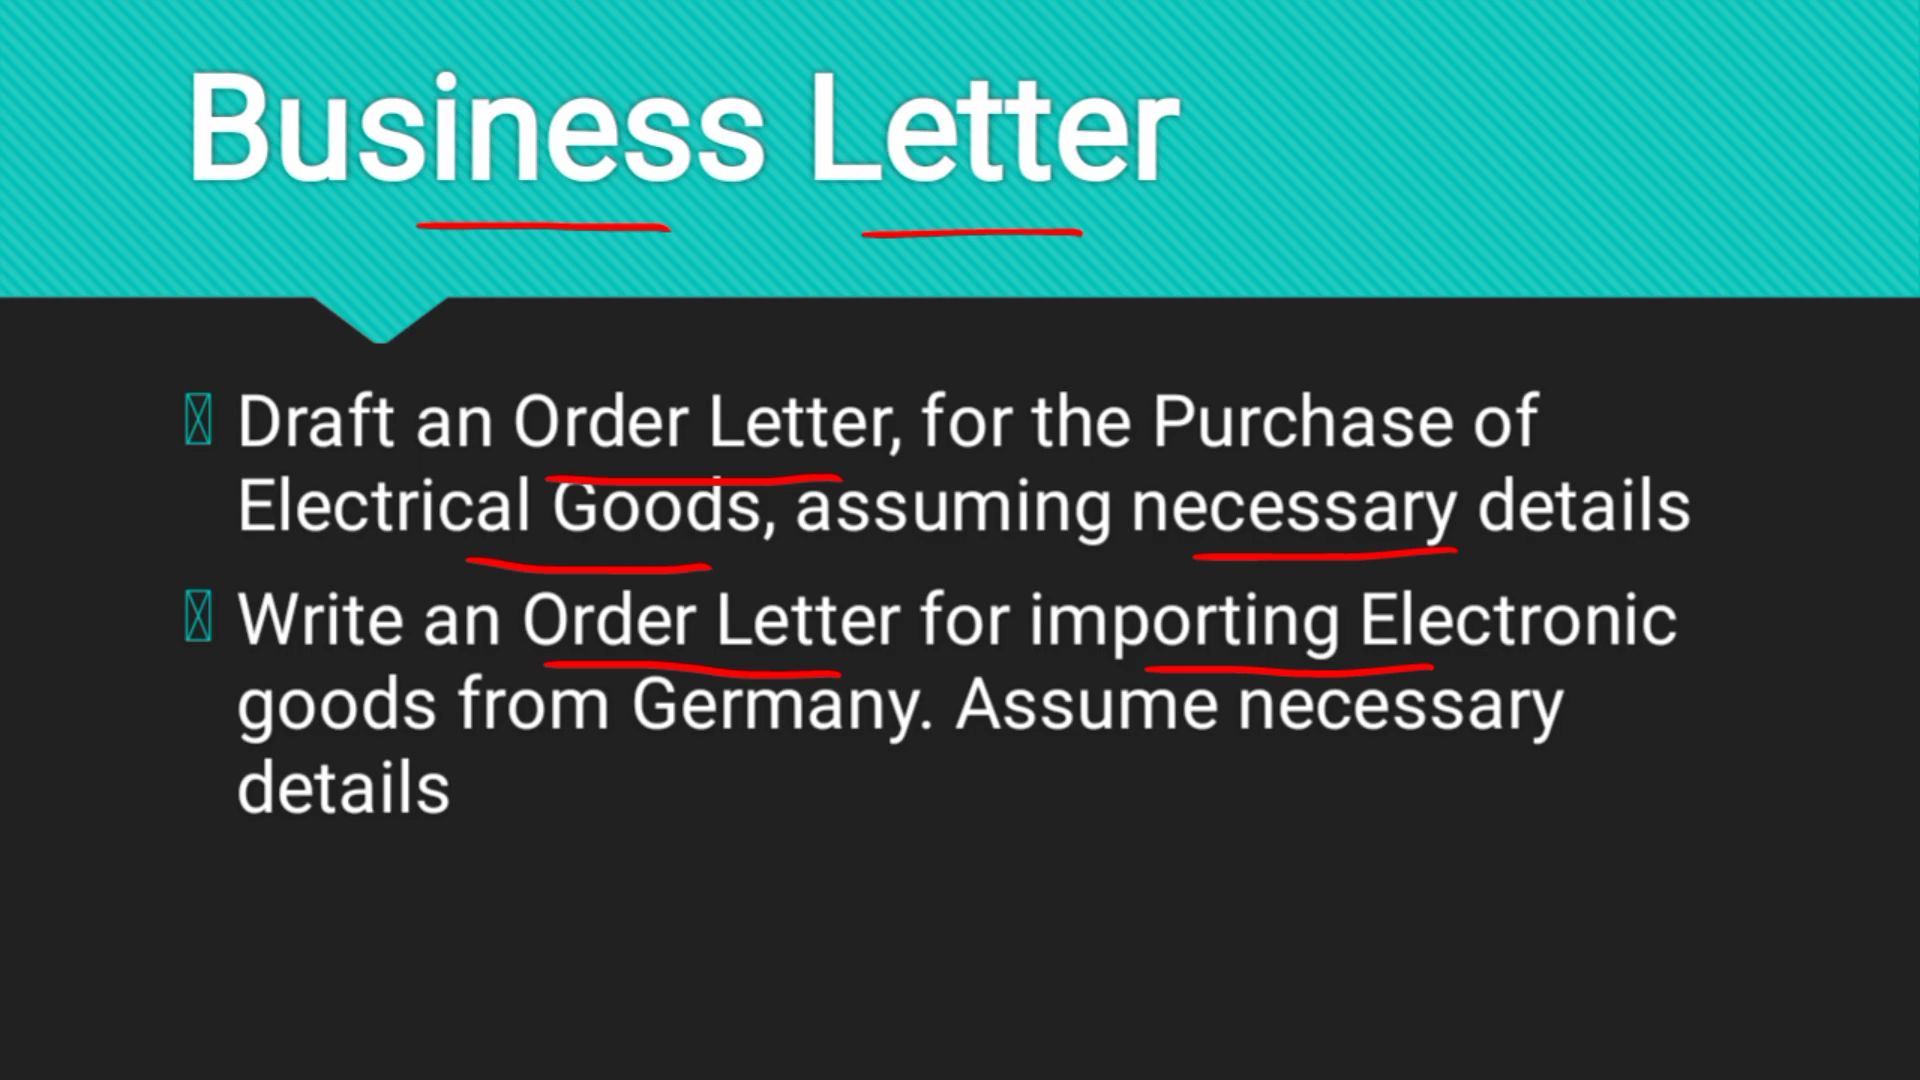 Business Letter
Draft an Order Letter, for the Purchase of
Electrical Goods, assuming necessary details
Write an Order Letter for importing Electronic
goods from Germany. Assume necessary
details